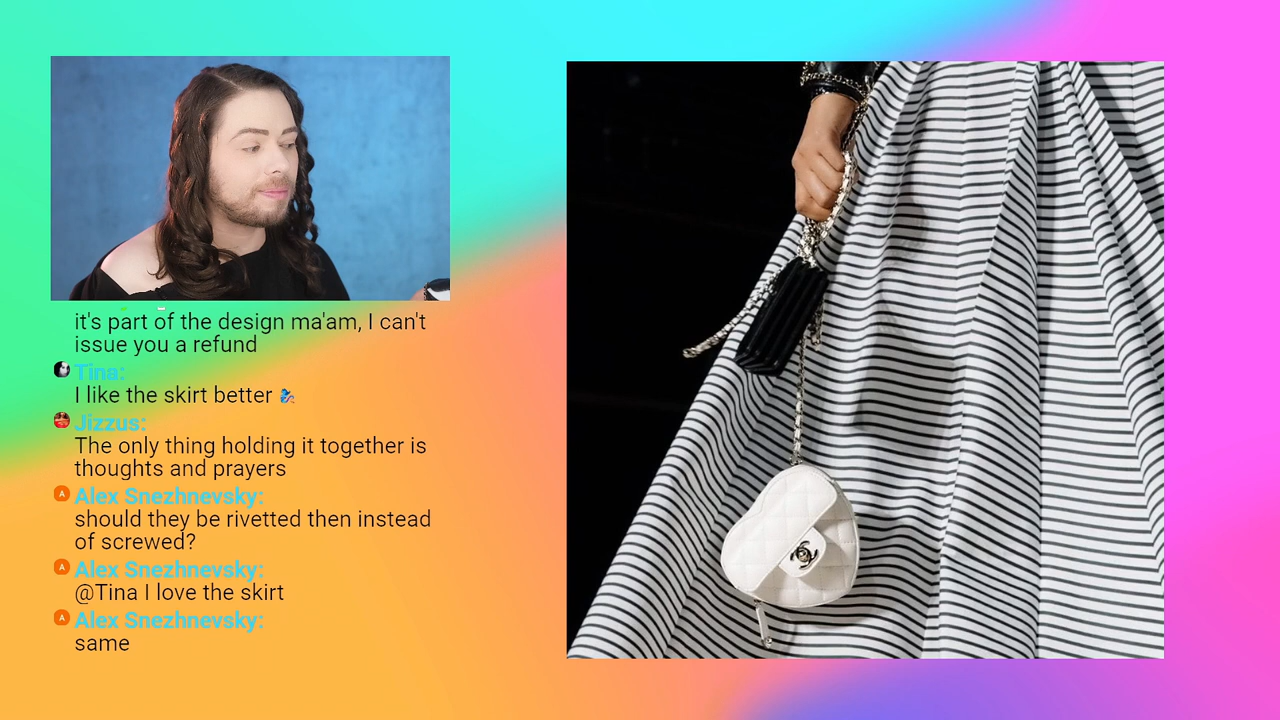 it's part of the design ma'am, I can't
issue you a refund
Tina:
I like the skirt better
Jizzus:
The only thing holding it together is
thoughts and prayers
A Alex Snezhnevsky:
should they be rivetted then instead
of screwed?
A Alex Snezhnevsky:
@Tina I love the skirt
A Alex Snezhnevsky:
same